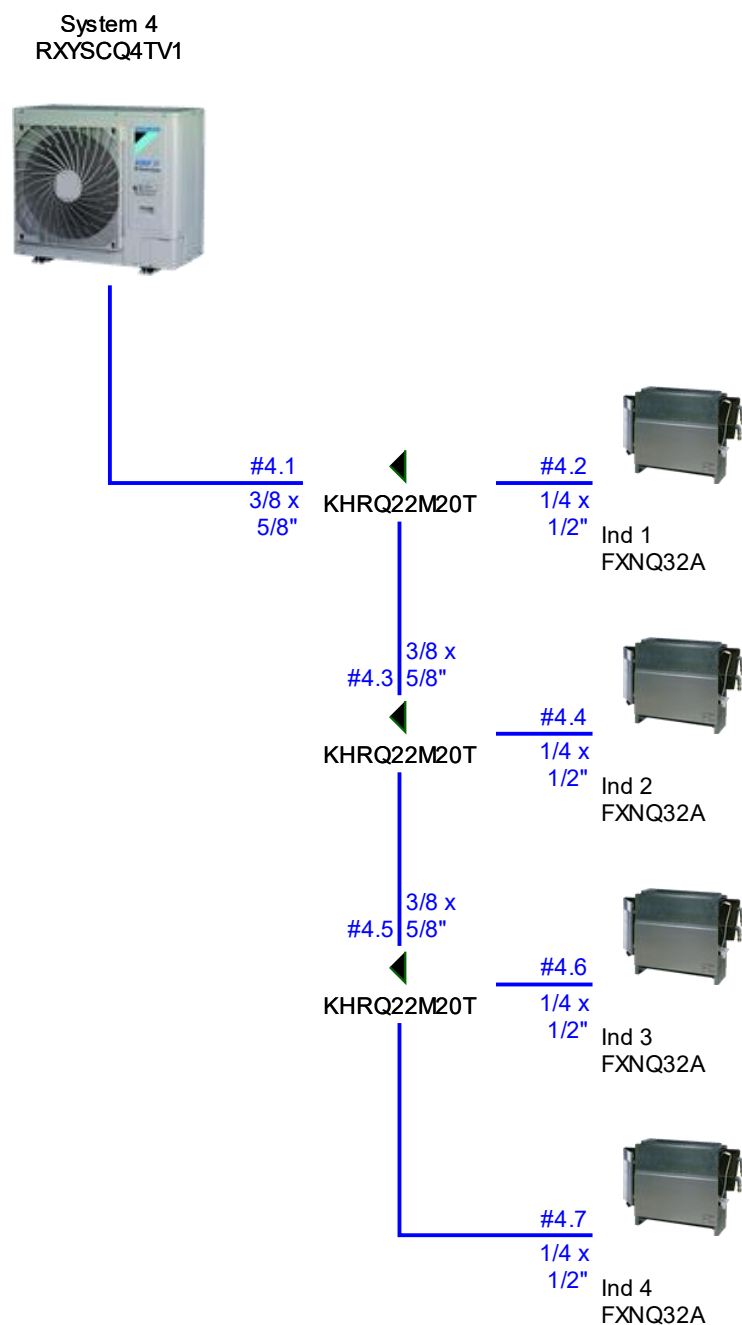 System 4
RXYSCQ4TV1
#4.1
3/8 x
5/8"
KHRQ22M20T
#4.2
1/4 x
1/2"
Ind 1
FXNQ32A
3/8 x
#4.3 5/8"
KHRQ22M20T
#4.4
1/4 x
1/2"
Ind 2
FXNQ32A
3/8 x
#4.5 5/8"
KHRQ22M20T
#4.6
1/4 x
1/2"
Ind 3
FXNQ32A
#4.7
1/4 x
1/2"
Ind 4
FXNQ32A